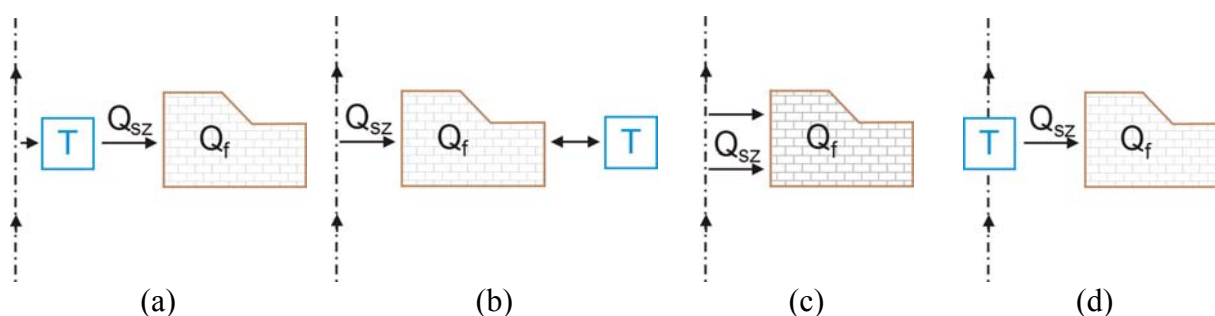 T Q_sz Q_f
Q_sz Q_f T
Q_sz Q_f
T Q_sz Q_f
(a) (b) (c) (d)